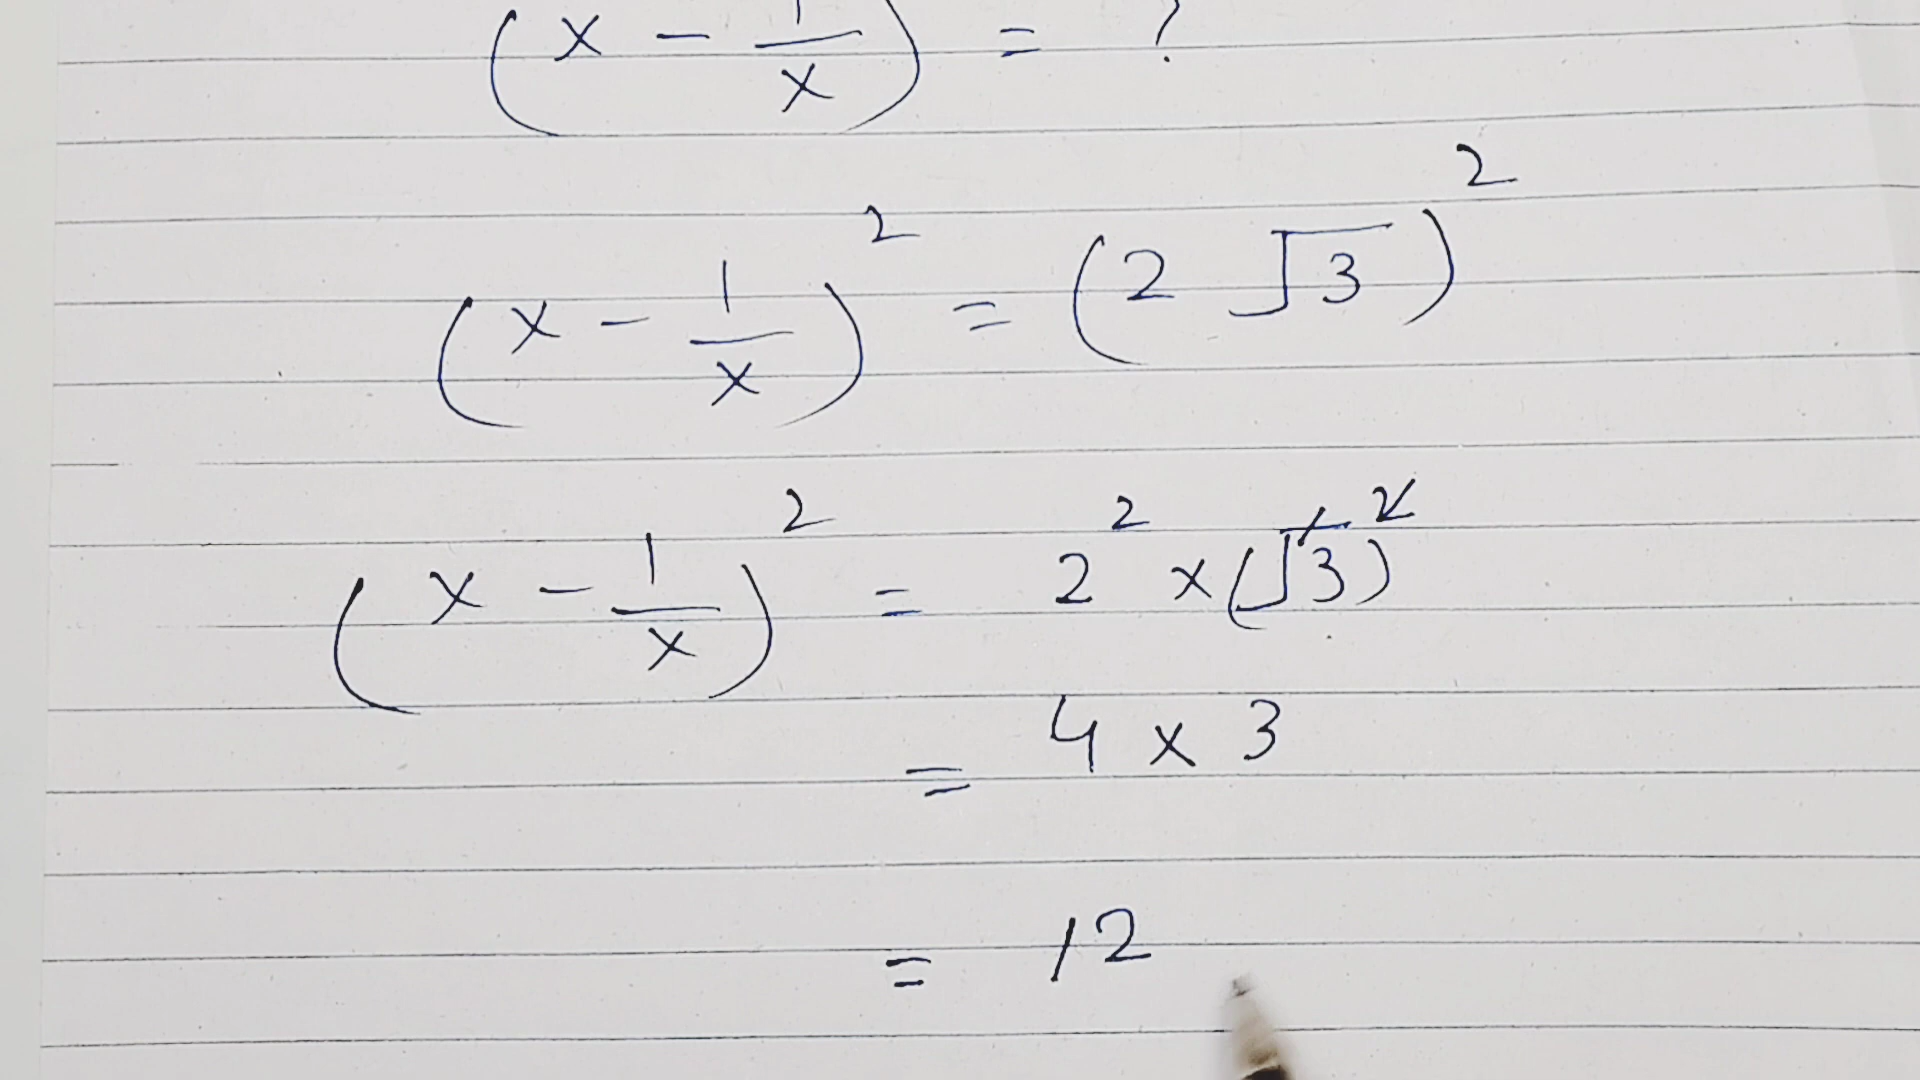 (x - 1/x) = ?
(x - 1/x)² = (2 √3)²
(x - 1/x)² = 2² × (√3)²
= 4 × 3
= 12